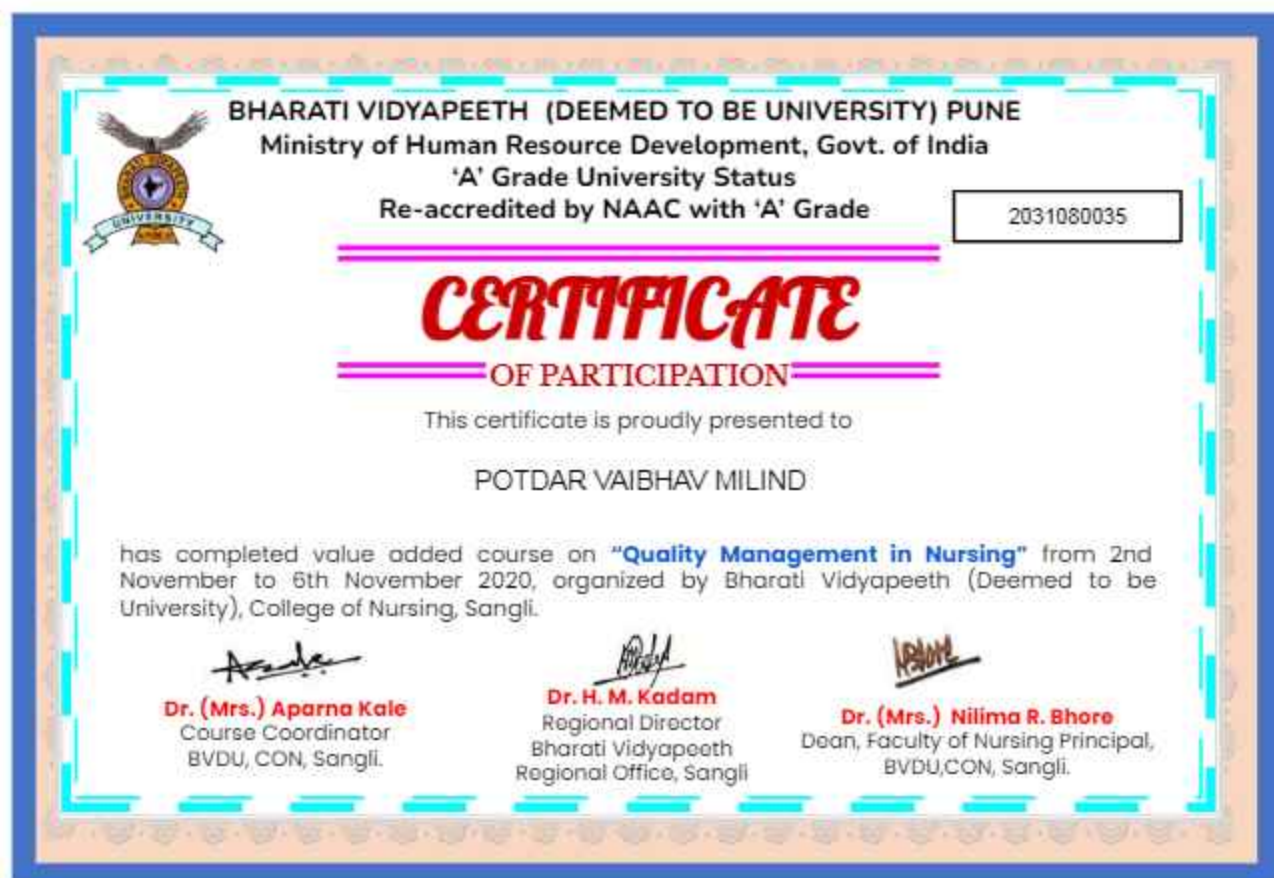 BHARATI VIDYAPEETH (DEEMED TO BE UNIVERSITY) PUNE
Ministry of Human Resource Development, Govt. of India
‘A’ Grade University Status
Re-accredited by NAAC with ‘A’ Grade
2031080035
BHARATI VIDYAPEETH
UNIVERSITY
CERTIFICATE
OF PARTICIPATION
This certificate is proudly presented to
POTDAR VAIBHAV MILIND
has completed value added course on “Quality Management in Nursing” from 2nd
November to 6th November 2020, organized by Bharati Vidyapeeth (Deemed to be
University), College of Nursing, Sangli.
Dr. (Mrs.) Aparna Kale
Course Coordinator
BVDU, CON, Sangli.
Dr. H. M. Kadam
Regional Director
Bharati Vidyapeeth
Regional Office, Sangli
Dr. (Mrs.) Nilima R. Bhore
Dean, Faculty of Nursing Principal,
BVDU,CON, Sangli.